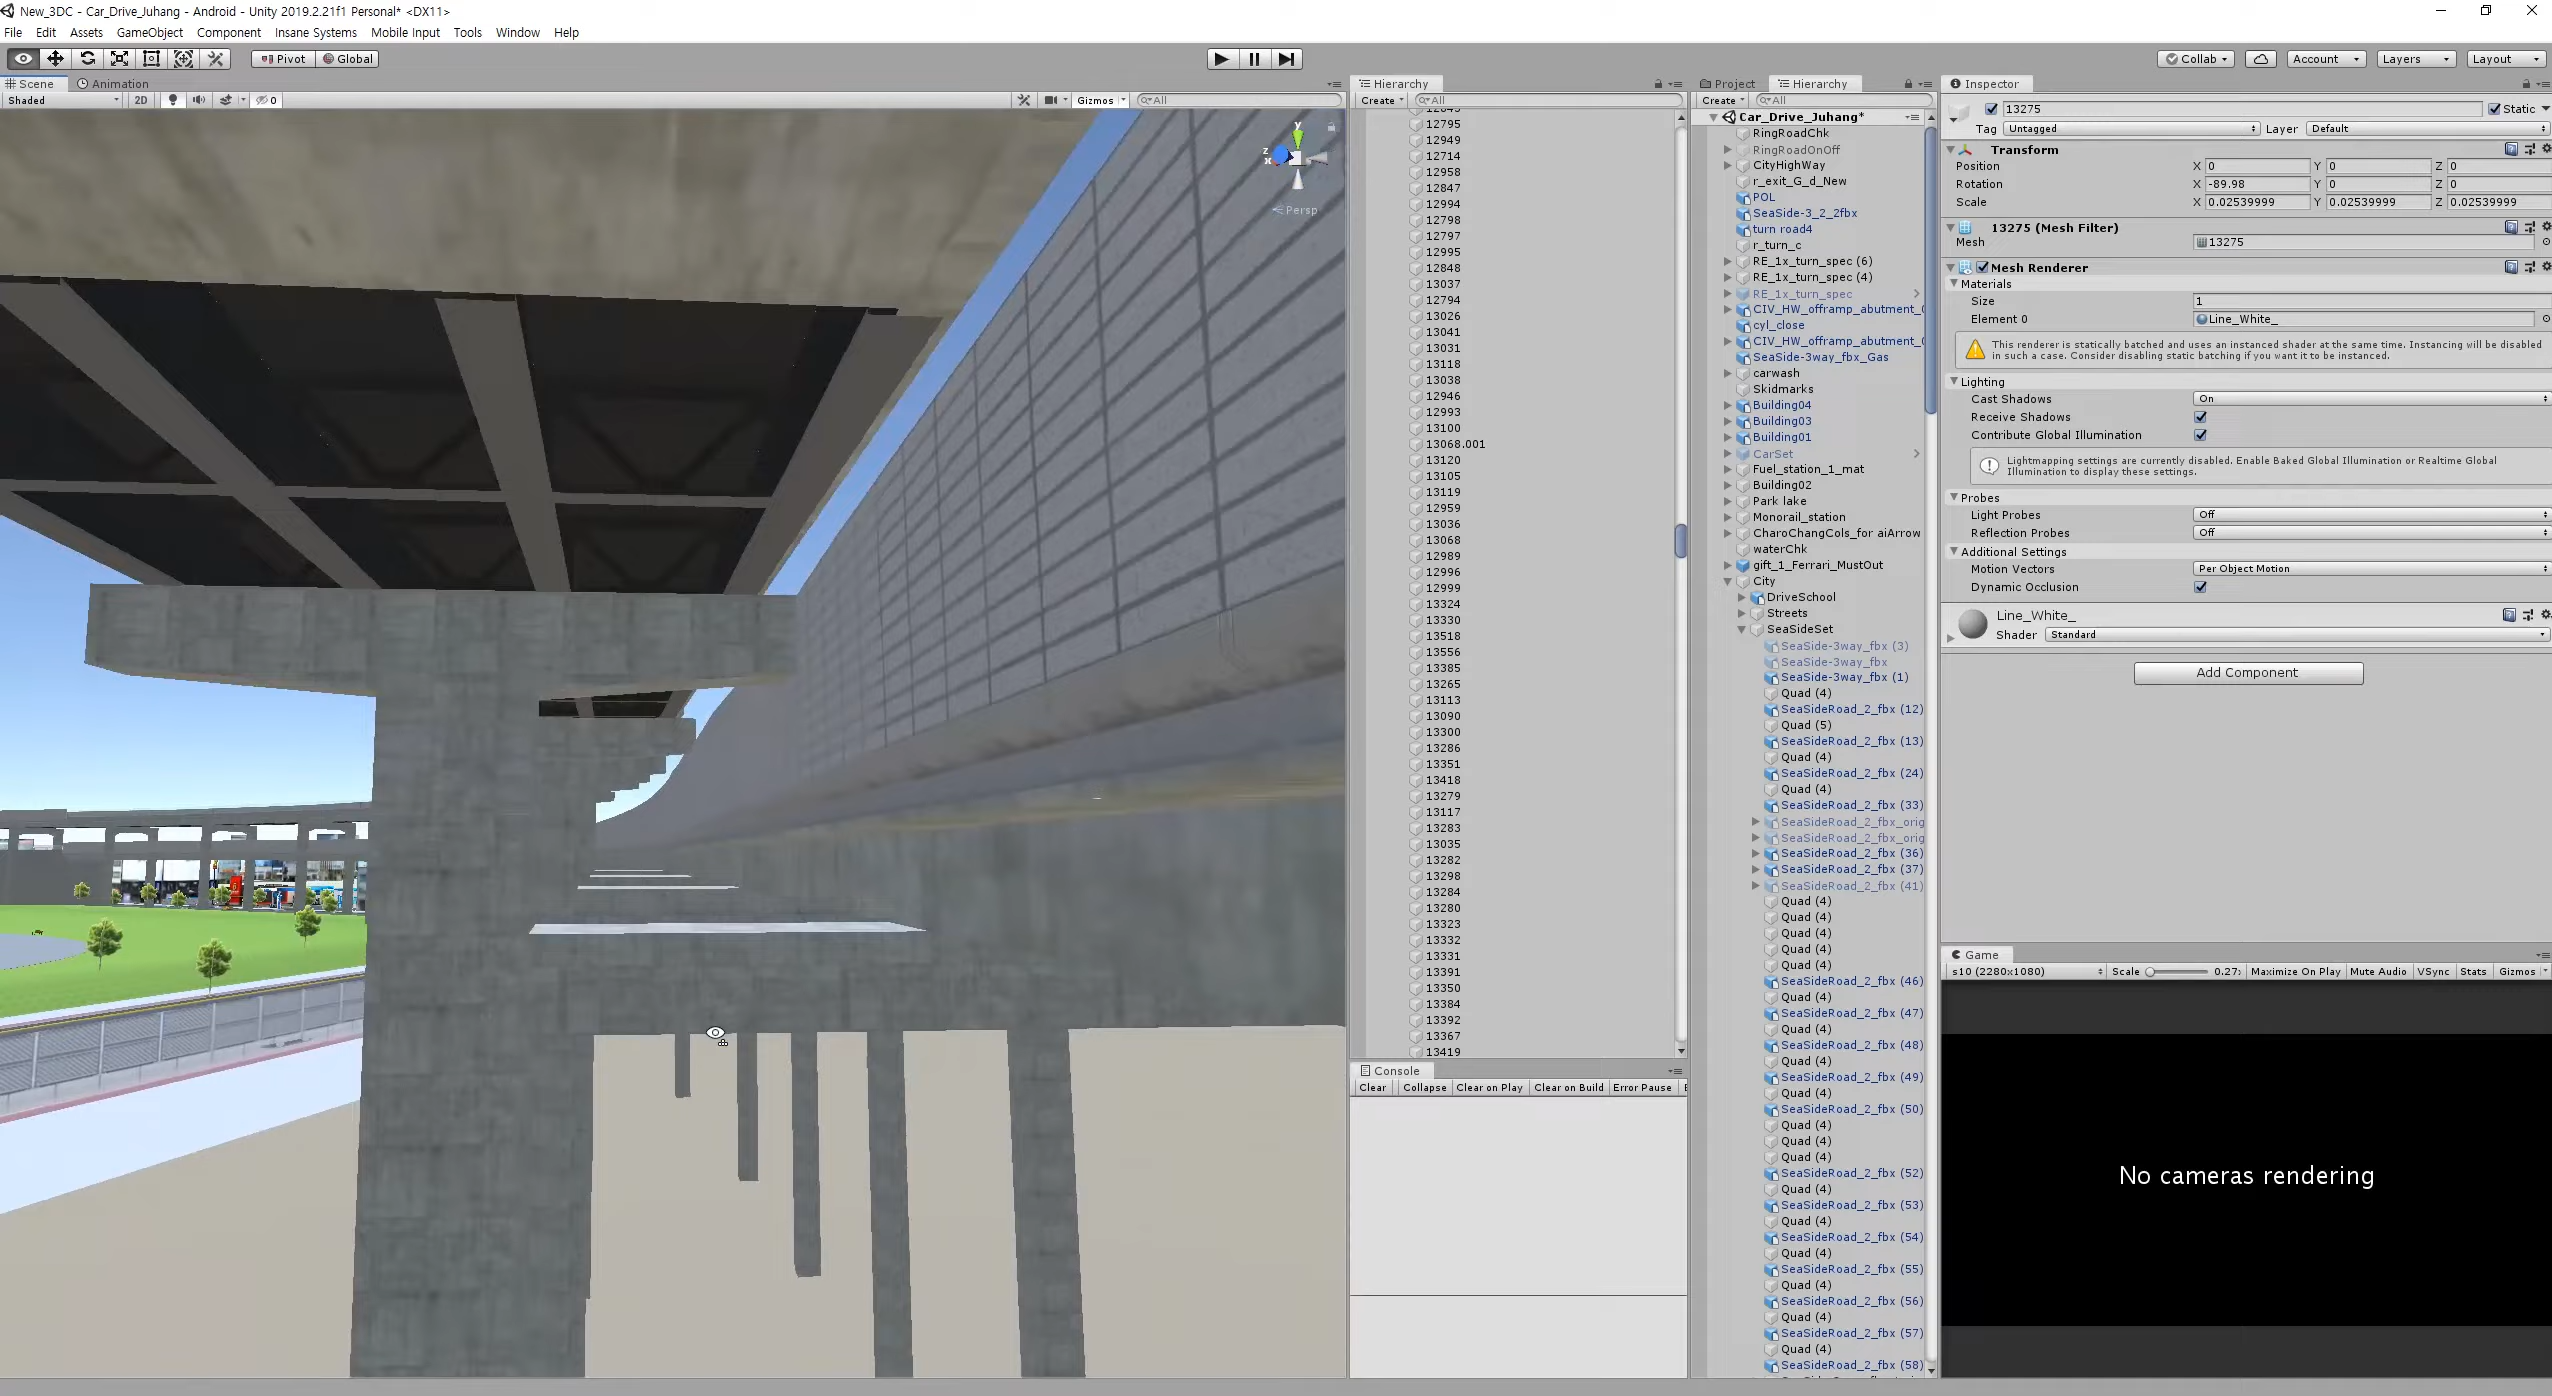 New_3DC - Car_Drive_Juhang - Android - Unity 2019.2.21f1 Personal* <DX11>
File Edit Assets GameObject Component Insane Systems Mobile Input Tools Window Help
Pivot Global
Collab Account Layers Layout
Scene Animation
Shaded 2D 0 Gizmos All
y
z
x
Persp
Hierarchy
Create All
12795
12949
12714
12958
12847
12994
12798
12797
12995
12848
13037
12794
13026
13041
13031
13118
13038
12946
12993
13100
13068.001
13120
13105
13119
12959
13036
13068
12989
12996
12999
13324
13330
13518
13556
13385
13265
13113
13090
13300
13286
13351
13418
13279
13117
13283
13035
13282
13298
13284
13280
13323
13332
13331
13391
13350
13384
13392
13367
13419
Console
Clear Collapse Clear on Play Clear on Build Error Pause
Project Hierarchy
Create All
Car_Drive_Juhang*
RingRoadChk
RingRoadOnOff
CityHighWay
r_exit_G_d_New
POL
SeaSide-3_2_2fbx
turn road4
r_turn_c
RE_1x_turn_spec (6)
RE_1x_turn_spec (4)
RE_1x_turn_spec
CIV_HW_offramp_abutment_
cyl_close
CIV_HW_offramp_abutment_
SeaSide-3way_fbx_Gas
carwash
Skidmarks
Building04
Building03
Building01
CarSet
Fuel_station_1_mat
Building02
Park lake
Monorail_station
CharoChangCols_for aiArrow
waterChk
gift_1_Ferrari_MustOut
City
DriveSchool
Streets
SeaSideSet
SeaSide-3way_fbx (3)
SeaSide-3way_fbx
SeaSide-3way_fbx (1)
Quad (4)
SeaSideRoad_2_fbx (12)
Quad (5)
SeaSideRoad_2_fbx (13)
Quad (4)
SeaSideRoad_2_fbx (24)
Quad (4)
SeaSideRoad_2_fbx (33)
SeaSideRoad_2_fbx_orig
SeaSideRoad_2_fbx_orig
SeaSideRoad_2_fbx (36)
SeaSideRoad_2_fbx (37)
SeaSideRoad_2_fbx (41)
Quad (4)
Quad (4)
Quad (4)
Quad (4)
Quad (4)
SeaSideRoad_2_fbx (46)
Quad (4)
SeaSideRoad_2_fbx (47)
Quad (4)
SeaSideRoad_2_fbx (48)
Quad (4)
SeaSideRoad_2_fbx (49)
Quad (4)
SeaSideRoad_2_fbx (50)
Quad (4)
Quad (4)
Quad (4)
SeaSideRoad_2_fbx (52)
Quad (4)
SeaSideRoad_2_fbx (53)
Quad (4)
SeaSideRoad_2_fbx (54)
Quad (4)
SeaSideRoad_2_fbx (55)
Quad (4)
SeaSideRoad_2_fbx (56)
Quad (4)
SeaSideRoad_2_fbx (57)
Quad (4)
SeaSideRoad_2_fbx (58)
Inspector
13275 Static
Tag Untagged Layer Default
Transform
Position X 0 Y 0 Z 0
Rotation X -89.98 Y 0 Z 0
Scale X 0.02539999 Y 0.02539999 Z 0.02539999
13275 (Mesh Filter)
Mesh 13275
Mesh Renderer
Materials
Size 1
Element 0 Line_White_
This renderer is statically batched and uses an instanced shader at the same time. Instancing will be disabled
in such a case. Consider disabling static batching if you want it to be instanced.
Lighting
Cast Shadows On
Receive Shadows
Contribute Global Illumination
Lightmapping settings are currently disabled. Enable Baked Global Illumination or Realtime Global
Illumination to display these settings.
Probes
Light Probes Off
Reflection Probes Off
Additional Settings
Motion Vectors Per Object Motion
Dynamic Occlusion
Line_White_
Shader Standard
Add Component
Game
s10 (2280x1080) Scale 0.27 Maximize On Play Mute Audio VSync Stats Gizmos
No cameras rendering